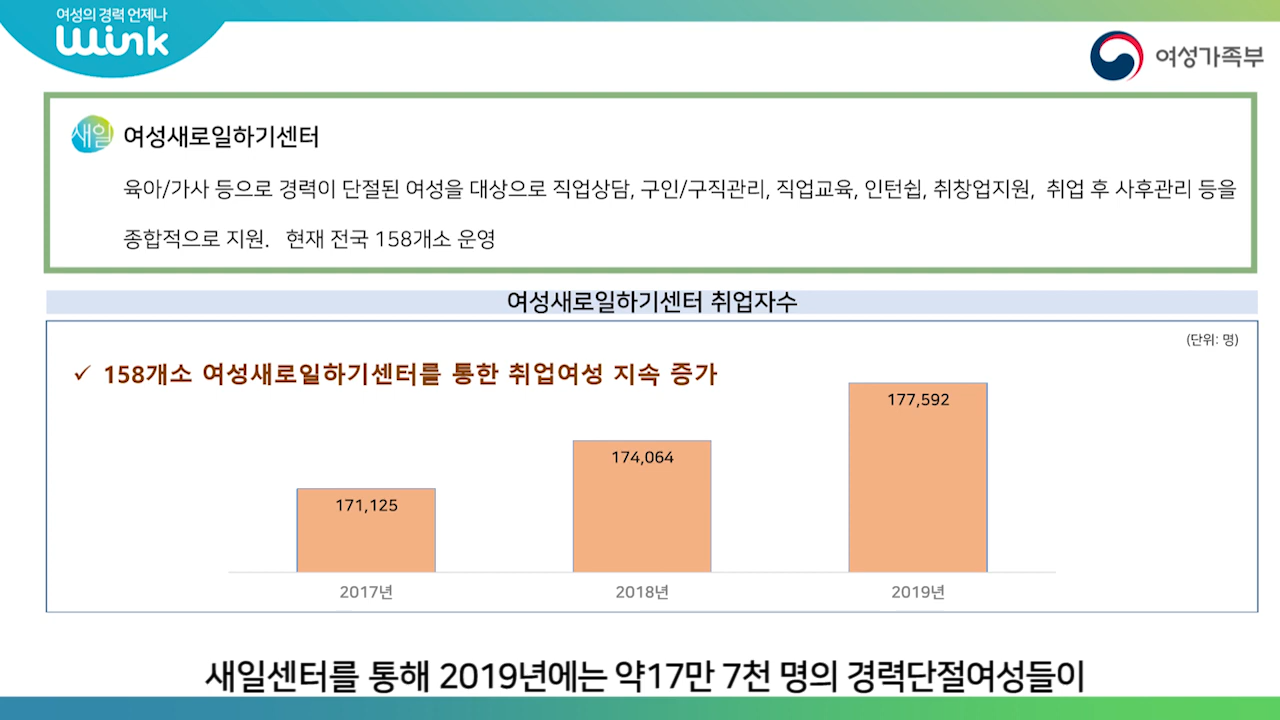 여성의 경력 언제나
wink
여성가족부
새일 여성새로일하기센터
육아/가사 등으로 경력이 단절된 여성을 대상으로 직업상담, 구인/구직관리, 직업교육, 인턴쉽, 취창업지원, 취업 후 사후관리 등을
종합적으로 지원. 현재 전국 158개소 운영
여성새로일하기센터 취업자수
(단위: 명)
✓ 158개소 여성새로일하기센터를 통한 취업여성 지속 증가
177,592
174,064
171,125
2017년 2018년 2019년
새일센터를 통해 2019년에는 약17만 7천 명의 경력단절여성들이